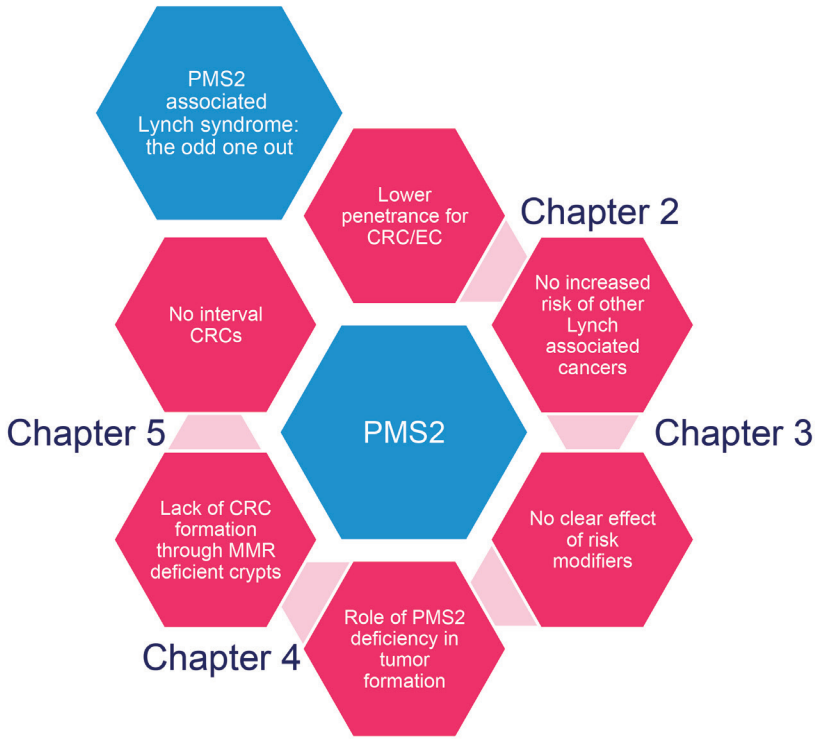 PMS2
associated
Lynch syndrome:
the odd one out
Lower
penetrance for
CRC/EC
Chapter 2
No increased
risk of other
Lynch
associated
cancers
Chapter 3
No clear effect
of risk
modifiers
Role of PMS2
deficiency in
tumor
formation
Chapter 4
Lack of CRC
formation
through MMR
deficient crypts
Chapter 5
No interval
CRCs
PMS2